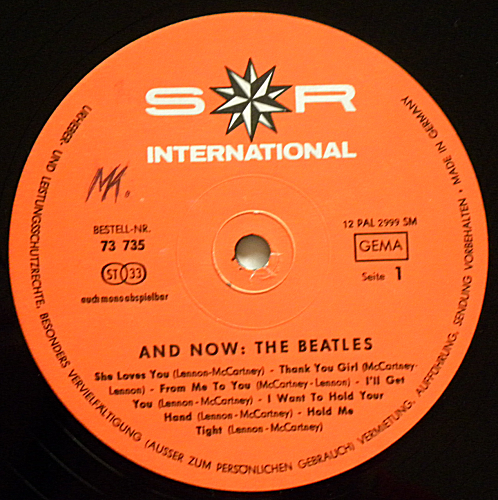 S R
INTERNATIONAL
MK.
BESTELL-NR.
73 735
ST 33
auch mono abspielbar
12 PAL 2999 SM
GEMA
Seite 1
AND NOW: THE BEATLES
She Loves You (Lennon-McCartney) - Thank You Girl (McCartney-
Lennon) - From Me To You (McCartney-Lennon) - I'll Get
You (Lennon-McCartney) - I Want To Hold Your
Hand (Lennon-McCartney) - Hold Me
Tight (Lennon-McCartney)
URHEBER- UND LEISTUNGSSCHUTZRECHTE, BESONDERS VERVIELFÄLTIGUNG (AUSSER ZUM PERSÖNLICHEN GEBRAUCH) VERMIETUNG, AUFFÜHRUNG, SENDUNG VORBEHALTEN • MADE IN GERMANY